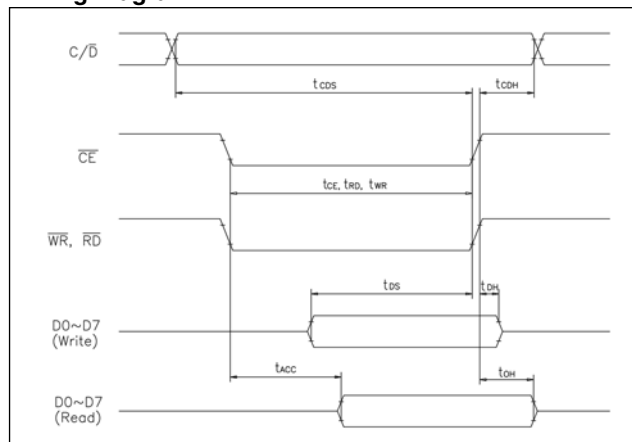 C/D̅
tCDS
tCDH
C̅E̅
tCE, tRD, tWR
W̅R̅, R̅D̅
tDS
tDH
D0~D7
(Write)
tACC
tOH
D0~D7
(Read)